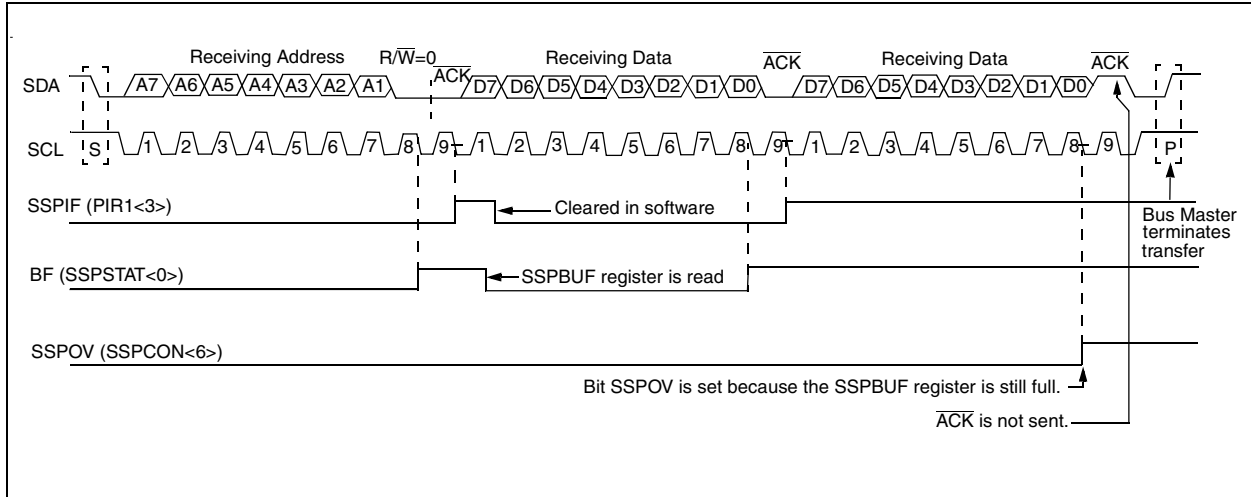 Receiving Address R/W=0 Receiving Data ACK Receiving Data ACK
ACK
SDA A7 A6 A5 A4 A3 A2 A1 D7 D6 D5 D4 D3 D2 D1 D0 D7 D6 D5 D4 D3 D2 D1 D0
SCL S 1 2 3 4 5 6 7 8 9 1 2 3 4 5 6 7 8 9 1 2 3 4 5 6 7 8 9 P
SSPIF (PIR1<3>)
Cleared in software
Bus Master
terminates
transfer
BF (SSPSTAT<0>)
SSPBUF register is read
SSPOV (SSPCON<6>)
Bit SSPOV is set because the SSPBUF register is still full.
ACK is not sent.